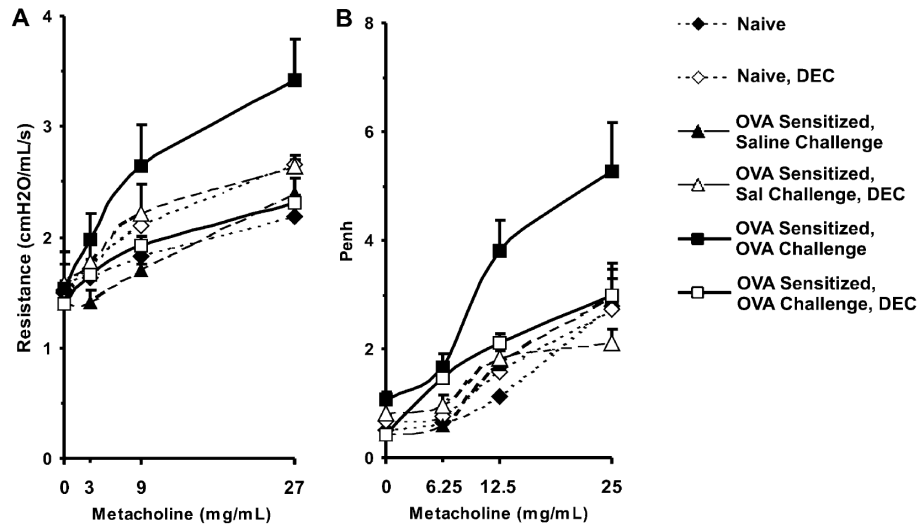 A
Resistance (cmH2O/mL/s)
4
3
2
1
0
0 3 9 27
Metacholine (mg/mL)
B
Penh
8
6
4
2
0
0 6.25 12.5 25
Metacholine (mg/mL)
Naive
Naive, DEC
OVA Sensitized,
Saline Challenge
OVA Sensitized,
Sal Challenge, DEC
OVA Sensitized,
OVA Challenge
OVA Sensitized,
OVA Challenge, DEC